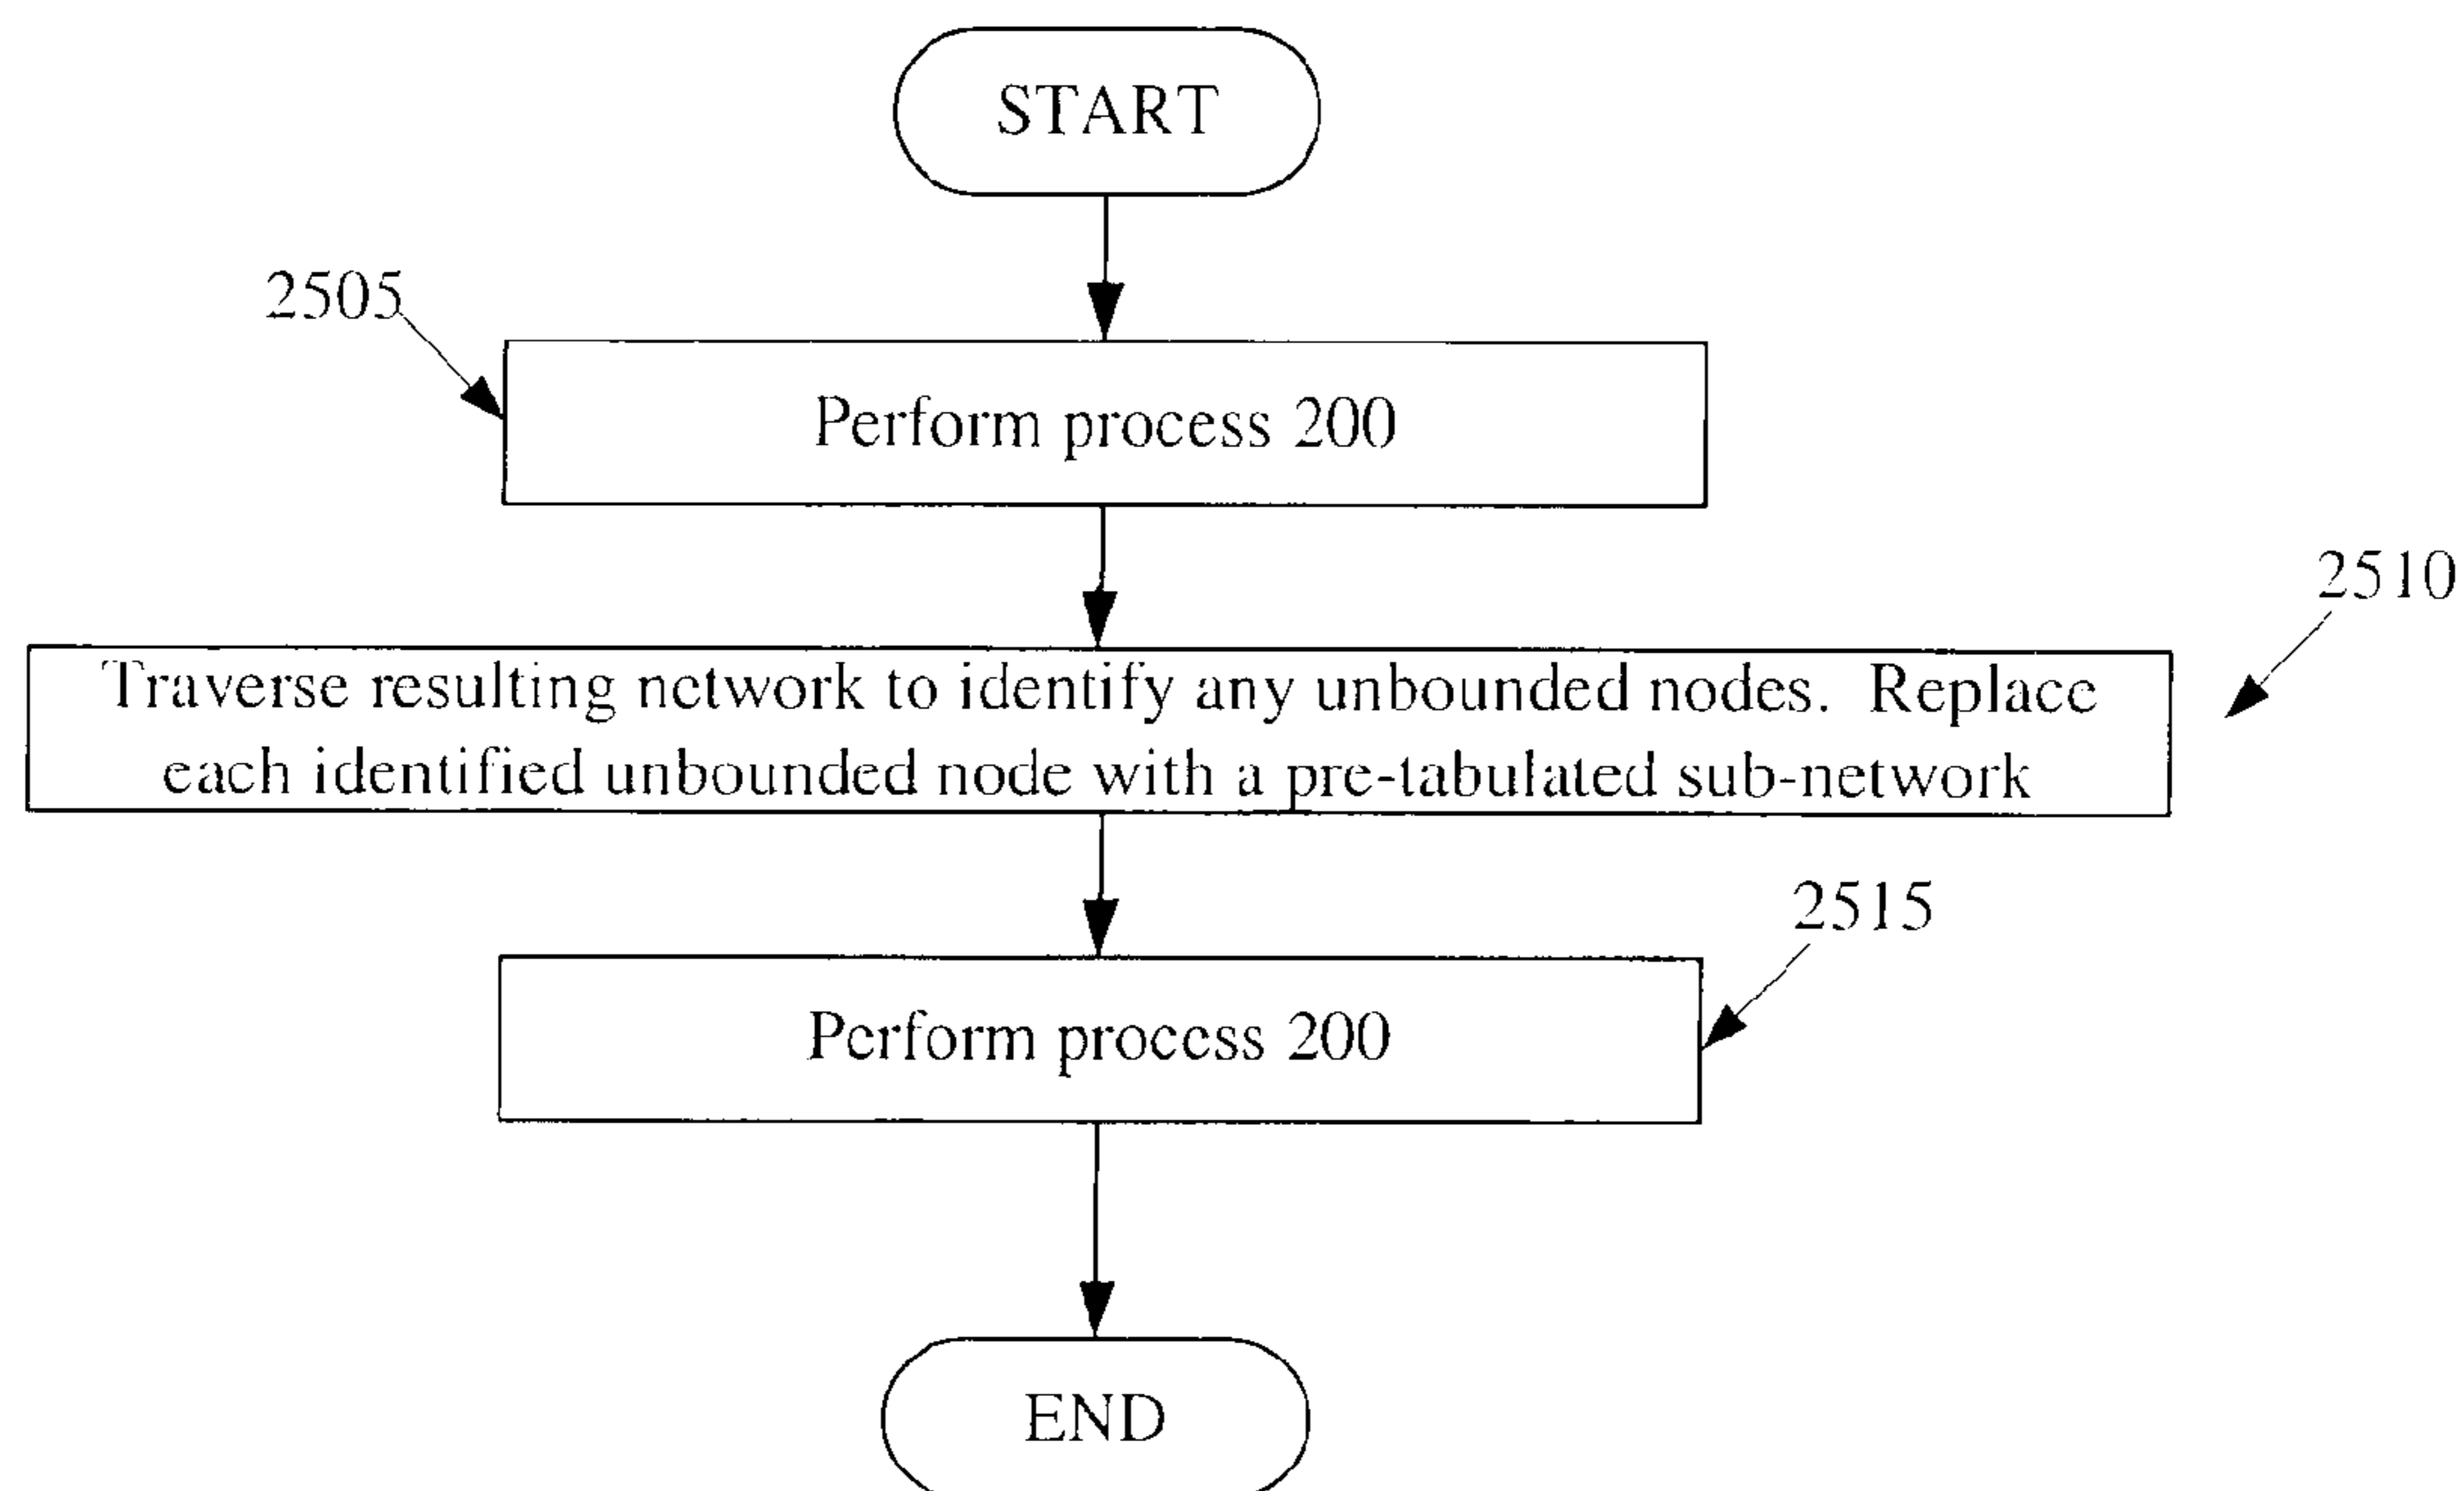 START
2505
Perform process 200
2510
Traverse resulting network to identify any unbounded nodes. Replace
each identified unbounded node with a pre-tabulated sub-network
2515
Perform process 200
END